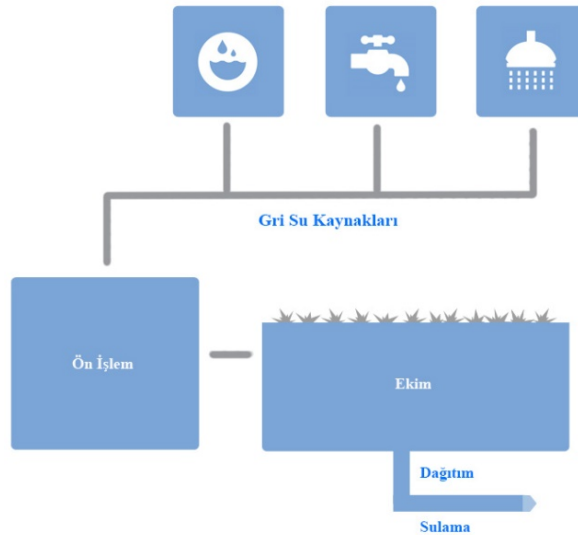 Gri Su Kaynakları
Ön İşlem
Ekim
Dağıtım
Sulama